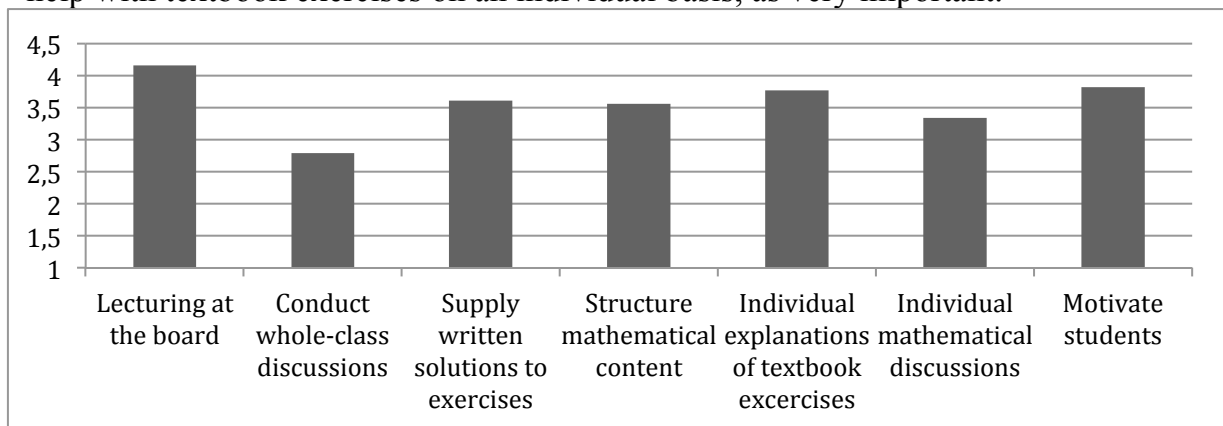 help with textbook exercises on an individual basis, as very important.
4,5
4
3,5
3
2,5
2
1,5
1
Lecturing at
the board
Conduct
whole-class
discussions
Supply
written
solutions to
exercises
Structure
mathematical
content
Individual
explanations
of textbook
excercises
Individual
mathematical
discussions
Motivate
students